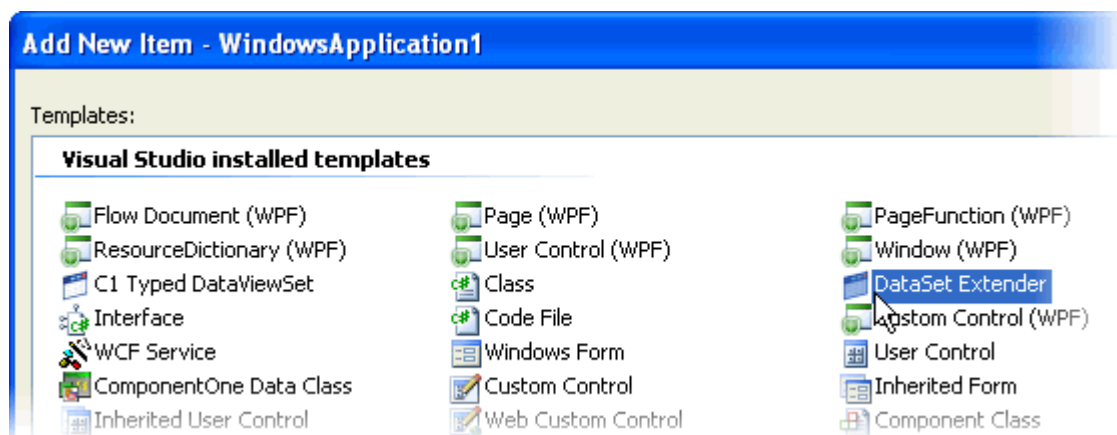 Add New Item - WindowsApplication1
Templates:
Visual Studio installed templates
Flow Document (WPF) Page (WPF) PageFunction (WPF)
ResourceDictionary (WPF) User Control (WPF) Window (WPF)
C1 Typed DataViewSet Class DataSet Extender
Interface Code File Custom Control (WPF)
WCF Service Windows Form User Control
ComponentOne Data Class Custom Control Inherited Form
Inherited User Control Web Custom Control Component Class